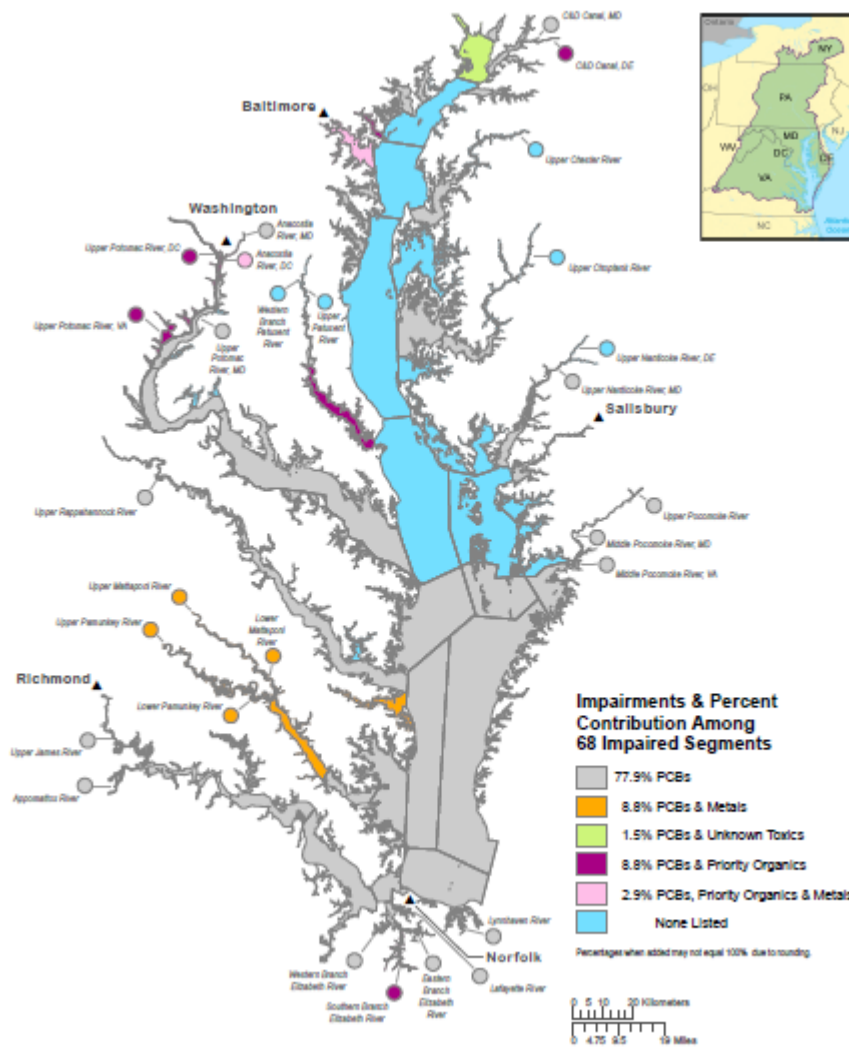 C&D Canal, MD
C&D Canal, DE
Baltimore
Upper Chester River
Washington
Anacostia
River, MD
Upper Potomac River, DC
Anacostia
River, DC
Upper Choptank River
Western
Branch
Patuxent
River
Upper
Patuxent
River
Upper Potomac River, VA
Upper
Potomac
River, MD
Upper Nanticoke River, DE
Upper Nanticoke River, MD
Salisbury
Upper Rappahannock River
Upper Pocomoke River
Middle Pocomoke River, MD
Middle Pocomoke River, VA
Upper Mattaponi River
Upper Pamunkey River
Lower
Mattaponi
River
Richmond
Lower Pamunkey River
Upper James River
Appomattox River
Lynnhaven River
Norfolk
Western Branch
Elizabeth River
Southern Branch
Elizabeth River
Eastern
Branch
Elizabeth
River
Lafayette River
Ontario
NY
OH
PA
NJ
MD
WV
DC
DE
VA
NC
Atlantic
Ocean
Impairments & Percent
Contribution Among
68 Impaired Segments
77.9% PCBs
8.8% PCBs & Metals
1.5% PCBs & Unknown Toxics
8.8% PCBs & Priority Organics
2.9% PCBs, Priority Organics & Metals
None Listed
Percentages when added may not equal 100% due to rounding.
0 5 10 20 Kilometers
0 4.75 9.5 19 Miles